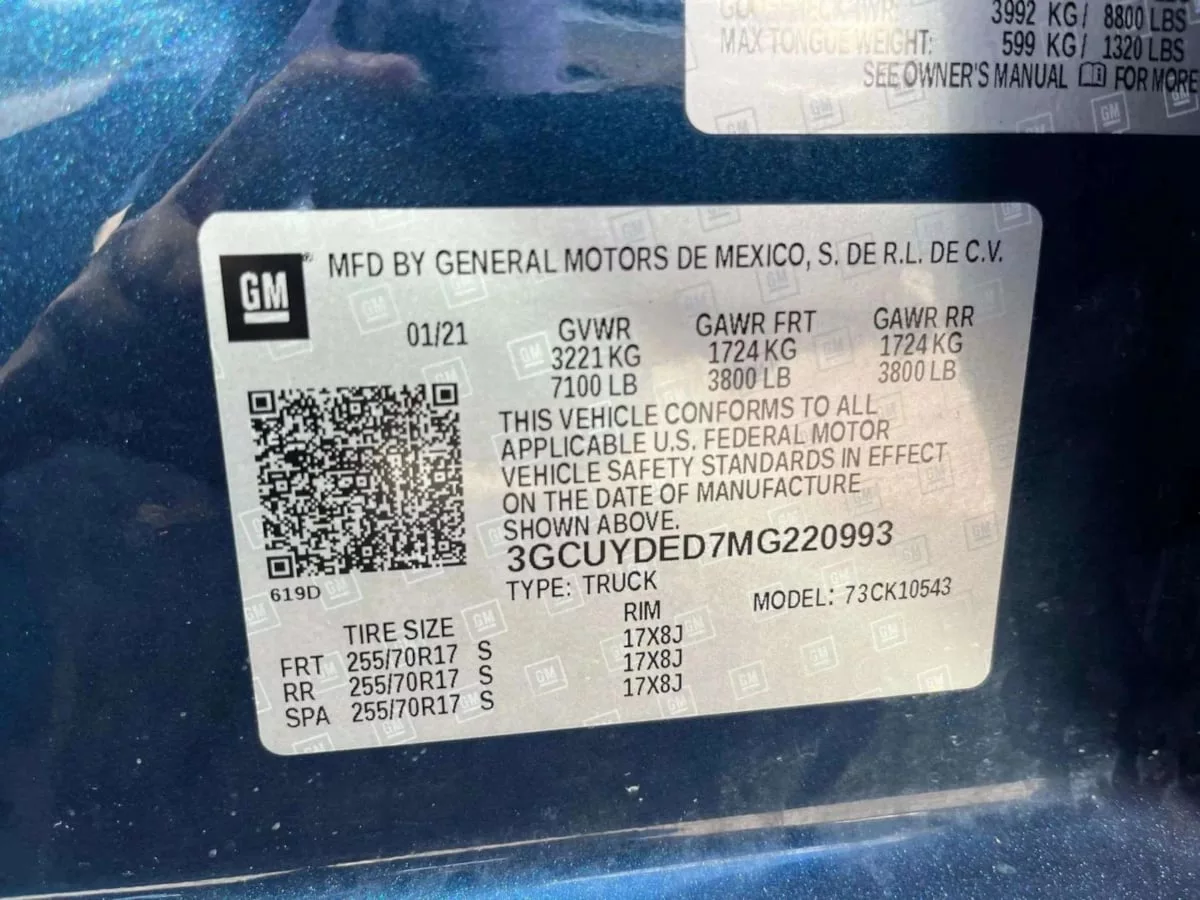 3992 KG/ 8800 LBS
MAX TONGUE WEIGHT: 599 KG/ 1320 LBS
SEE OWNER'S MANUAL FOR MORE
GM ® MFD BY GENERAL MOTORS DE MEXICO, S. DE R.L. DE C.V.
01/21 GVWR GAWR FRT GAWR RR
3221 KG 1724 KG 1724 KG
7100 LB 3800 LB 3800 LB
THIS VEHICLE CONFORMS TO ALL
APPLICABLE U.S. FEDERAL MOTOR
VEHICLE SAFETY STANDARDS IN EFFECT
ON THE DATE OF MANUFACTURE
SHOWN ABOVE.
3GCUYDED7MG220993
619D
TYPE: TRUCK MODEL: 73CK10543
TIRE SIZE RIM
FRT 255/70R17 S 17X8J
RR 255/70R17 S 17X8J
SPA 255/70R17 S 17X8J